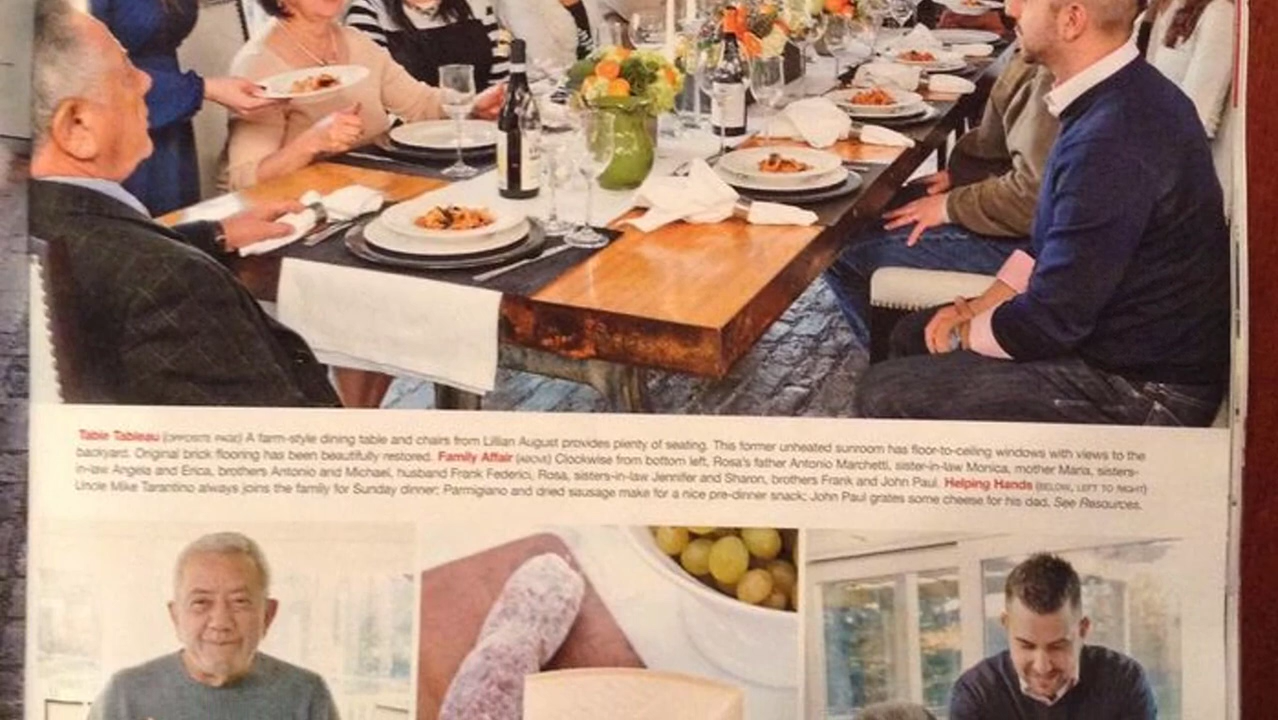 Table Tableau (OPPOSITE PAGE) A farm-style dining table and chairs from Lillian August provides plenty of seating. This former unheated sunroom has floor-to-ceiling windows with views to the
backyard. Original brick flooring has been beautifully restored. Family Affair (ABOVE) Clockwise from bottom left, Rosa's father Antonio Marchetti, sister-in-law Monica, mother Maria, sisters-
in-law Angela and Erica, brothers Antonio and Michael, husband Frank Federici, Rosa, sisters-in-law Jennifer and Sharon, brothers Frank and John Paul. Helping Hands (BELOW, LEFT TO RIGHT)
Uncle Mike Tarantino always joins the family for Sunday dinner; Parmigiano and dried sausage make for a nice pre-dinner snack; John Paul grates some cheese for his dad. See Resources.